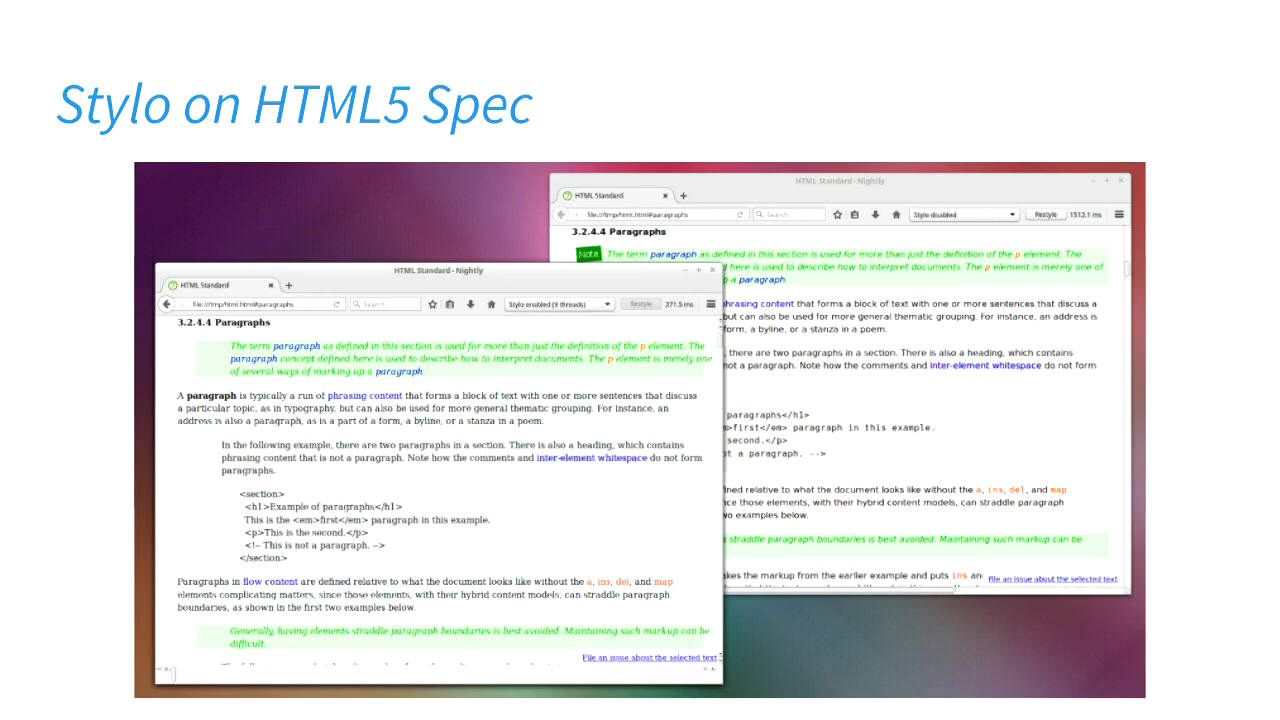 Stylo on HTML5 Spec
HTML Standard - Nightly
HTML Standard
file:///tmp/html.html#paragraphs
Search
Stylo disabled
Restyle
1512.1 ms
3.2.4.4 Paragraphs
Note
The term paragraph as defined in this section is used for more than just the definition of the p element. The
d here is used to describe how to interpret documents. The p element is merely one of
p a paragraph.
phrasing content that forms a block of text with one or more sentences that discuss a
but can also be used for more general thematic grouping. For instance, an address is
form, a byline, or a stanza in a poem.
, there are two paragraphs in a section. There is also a heading, which contains
not a paragraph. Note how the comments and inter-element whitespace do not form
paragraphs</h1>
>first</em> paragraph in this example.
second.</p>
t a paragraph. -->
ined relative to what the document looks like without the a, ins, del, and map
ce those elements, with their hybrid content models, can straddle paragraph
wo examples below.
s straddle paragraph boundaries is best avoided. Maintaining such markup can be
akes the markup from the earlier example and puts ins an
File an issue about the selected text
HTML Standard - Nightly
HTML Standard
file:///tmp/html.html#paragraphs
Search
Stylo enabled (9 threads)
Restyle
271.5 ms
3.2.4.4 Paragraphs
The term paragraph as defined in this section is used for more than just the definition of the p element. The
paragraph concept defined here is used to describe how to interpret documents. The p element is merely one
of several ways of marking up a paragraph.
A paragraph is typically a run of phrasing content that forms a block of text with one or more sentences that discuss
a particular topic, as in typography, but can also be used for more general thematic grouping. For instance, an
address is also a paragraph, as is a part of a form, a byline, or a stanza in a poem.
In the following example, there are two paragraphs in a section. There is also a heading, which contains
phrasing content that is not a paragraph. Note how the comments and inter-element whitespace do not form
paragraphs.
<section>
<h1>Example of paragraphs</h1>
This is the <em>first</em> paragraph in this example.
<p>This is the second.</p>
<!-- This is not a paragraph. -->
</section>
Paragraphs in flow content are defined relative to what the document looks like without the a, ins, del, and map
elements complicating matters, since those elements, with their hybrid content models, can straddle paragraph
boundaries, as shown in the first two examples below.
Generally, having elements straddle paragraph boundaries is best avoided. Maintaining such markup can be
difficult.
File an issue about the selected text